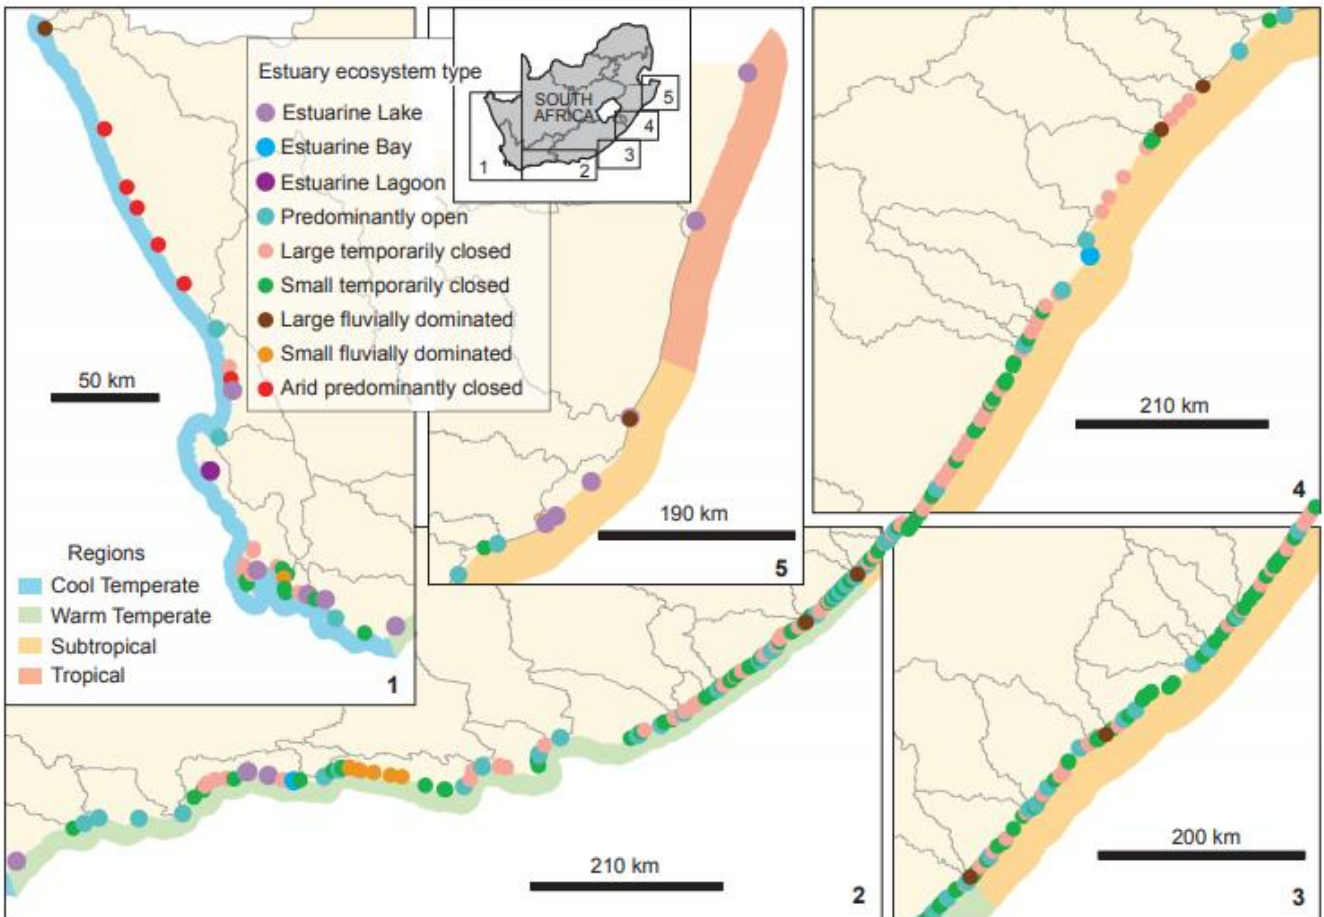 Estuary ecosystem type
Estuarine Lake
Estuarine Bay
Estuarine Lagoon
Predominantly open
Large temporarily closed
Small temporarily closed
Large fluvially dominated
Small fluvially dominated
Arid predominantly closed
50 km
Regions
Cool Temperate
Warm Temperate
Subtropical
Tropical
1
SOUTH
AFRICA
1
2
3
4
5
190 km
5
210 km
4
210 km
2
200 km
3